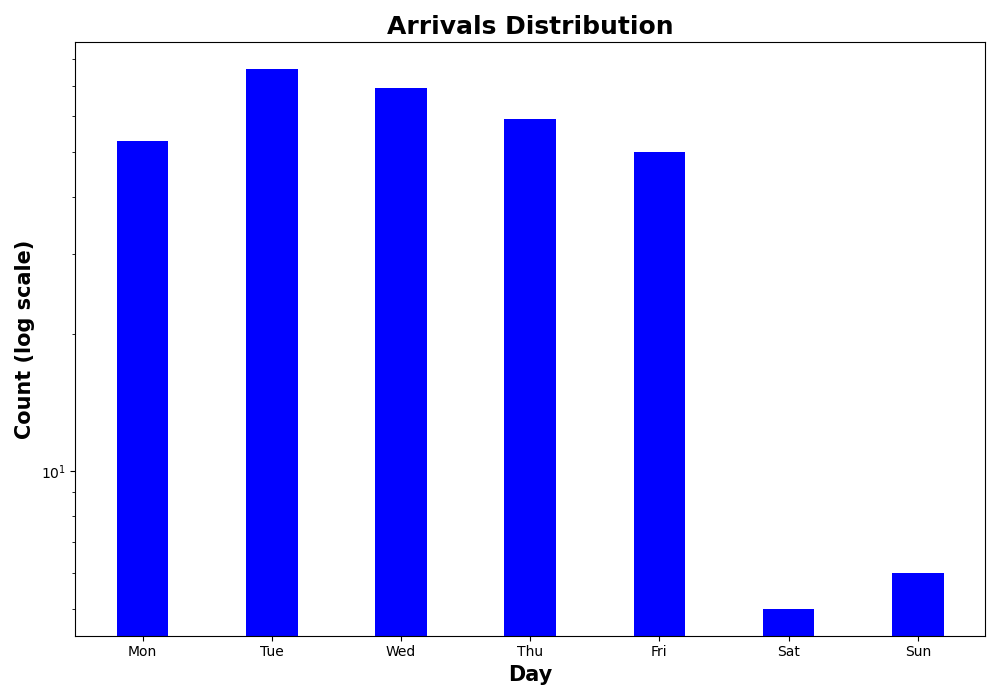 Arrivals Distribution
Count (log scale)
10¹
Mon Tue Wed Thu Fri Sat Sun
Day